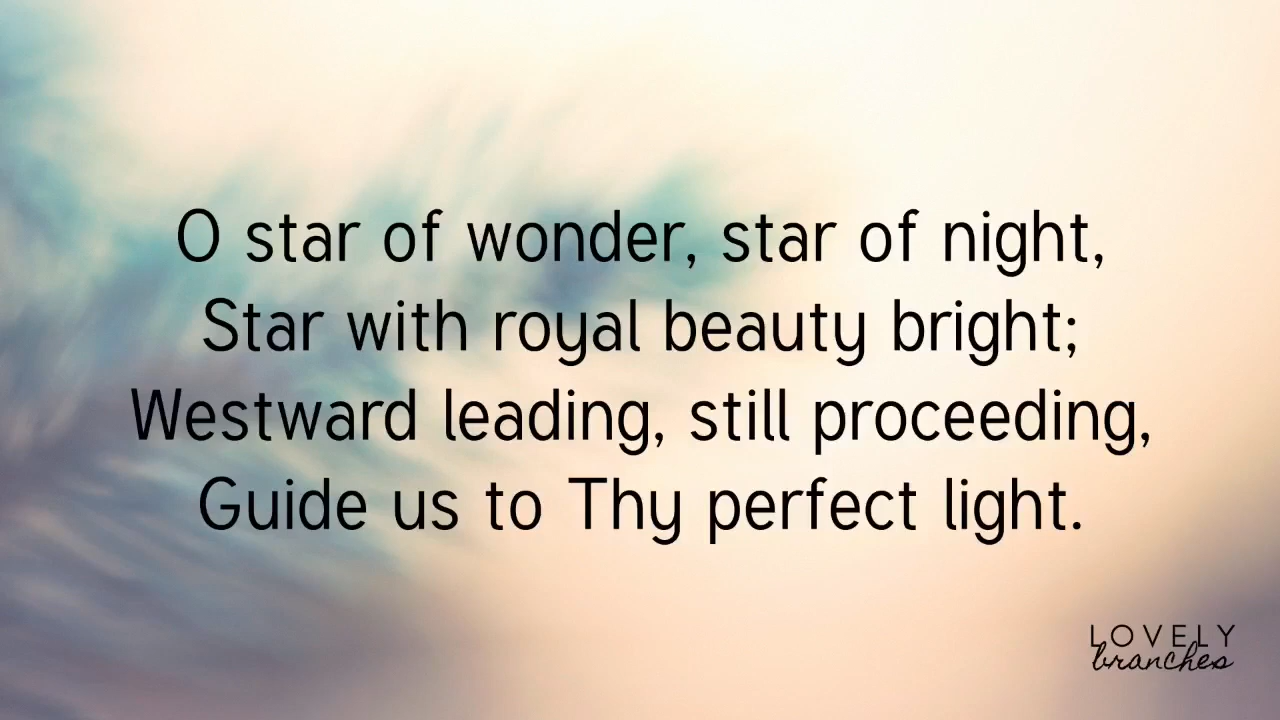 O star of wonder, star of night,
Star with royal beauty bright;
Westward leading, still proceeding,
Guide us to Thy perfect light.
LOVELY
branches